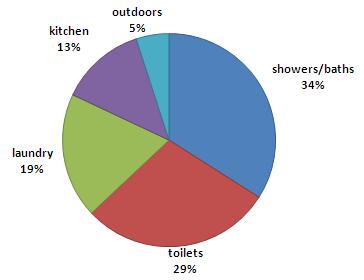 outdoors
5%
kitchen
13%
showers/baths
34%
laundry
19%
toilets
29%